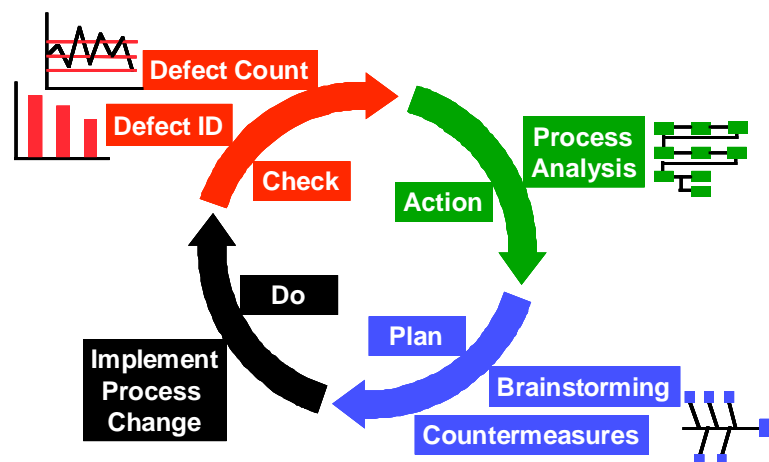 Defect Count
Defect ID
Check
Process
Analysis
Action
Do
Plan
Implement
Process
Change
Brainstorming
Countermeasures